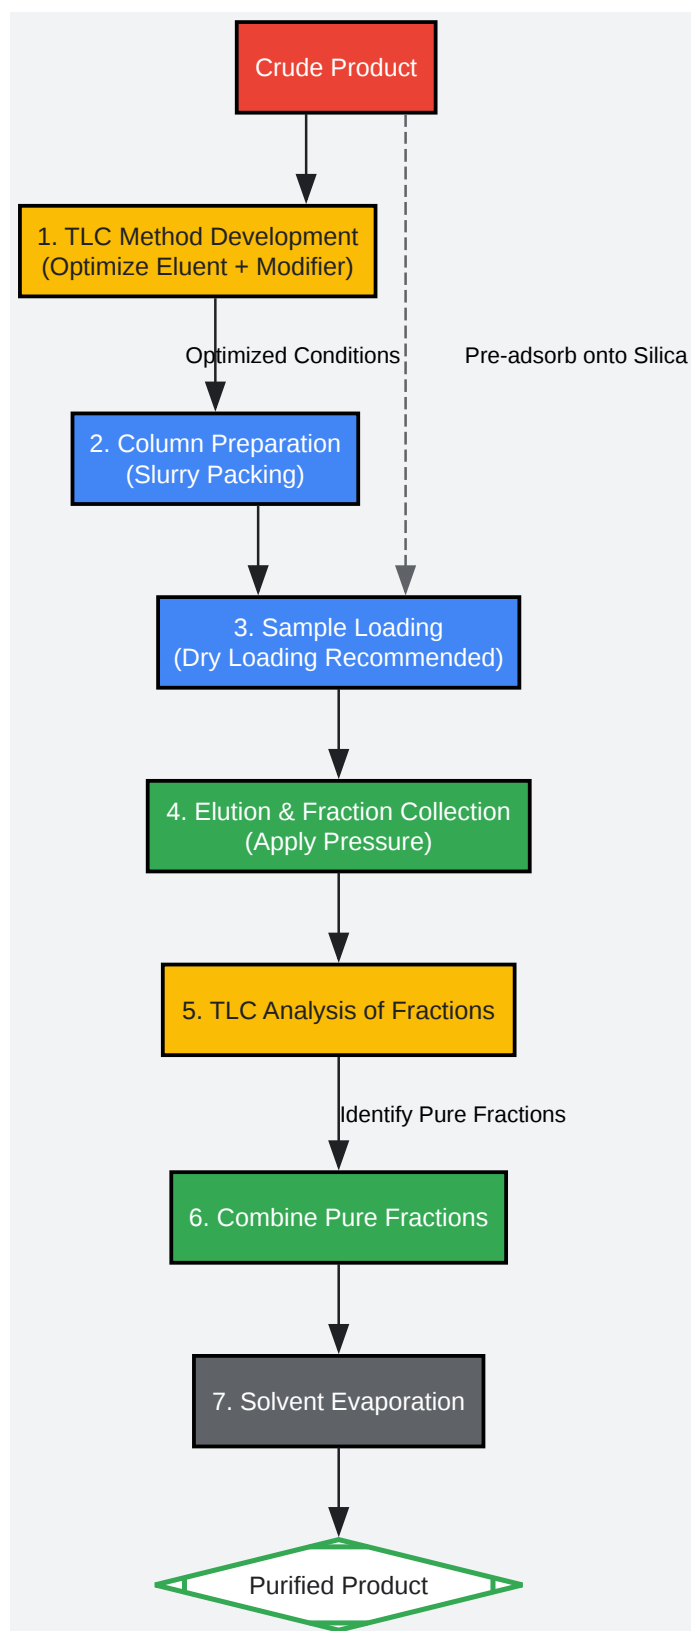 Crude Product
1. TLC Method Development
(Optimize Eluent + Modifier)
Optimized Conditions
Pre-adsorb onto Silica
2. Column Preparation
(Slurry Packing)
3. Sample Loading
(Dry Loading Recommended)
4. Elution & Fraction Collection
(Apply Pressure)
5. TLC Analysis of Fractions
Identify Pure Fractions
6. Combine Pure Fractions
7. Solvent Evaporation
Purified Product